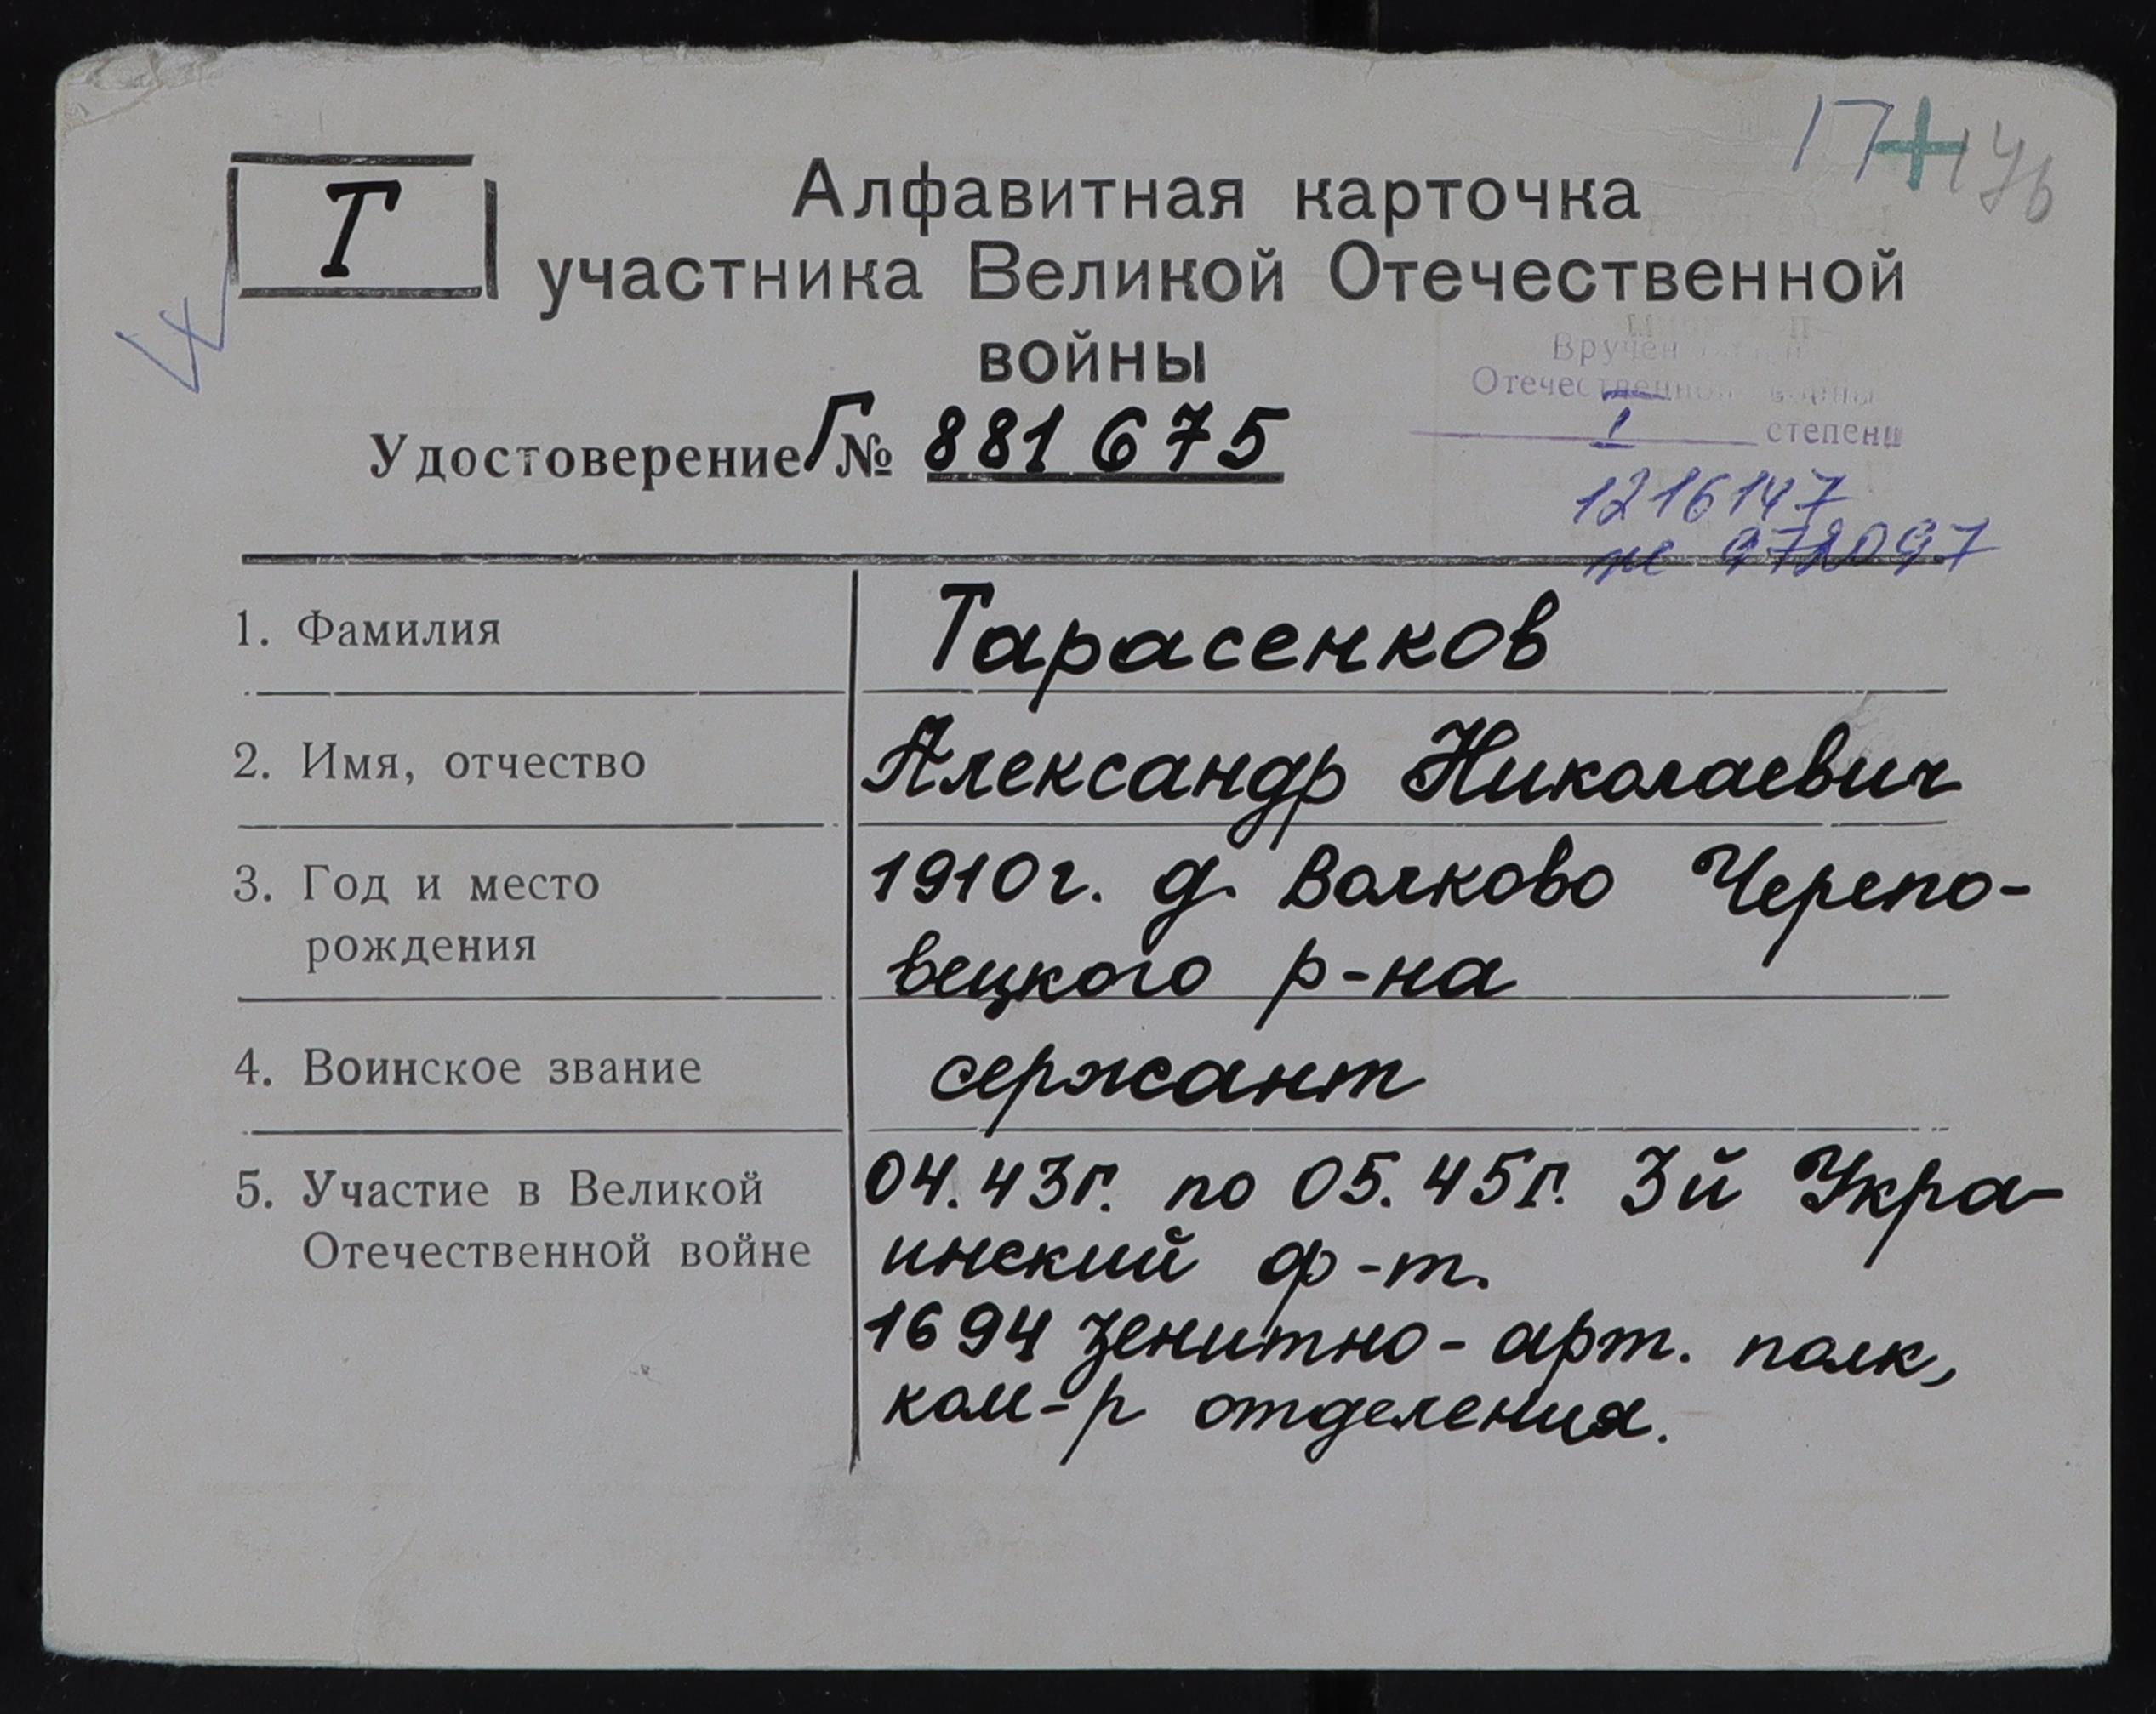 17+176
Т
Алфавитная карточка
участника Великой Отечественной
войны
Вручен
Отечественной войны
I степени
Удостоверение Г № 881675
1216147
972097
1. Фамилия Тарасенков
2. Имя, отчество Александр Николаевич
3. Год и место 1910г. д. Волково Черепо-
рождения вецкого р-на
4. Воинское звание сержант
5. Участие в Великой 04.43г. по 05.45г. 3й Укра-
Отечественной войне инский ф-т.
1694 зенитно-арт. полк,
ком-р отделения.